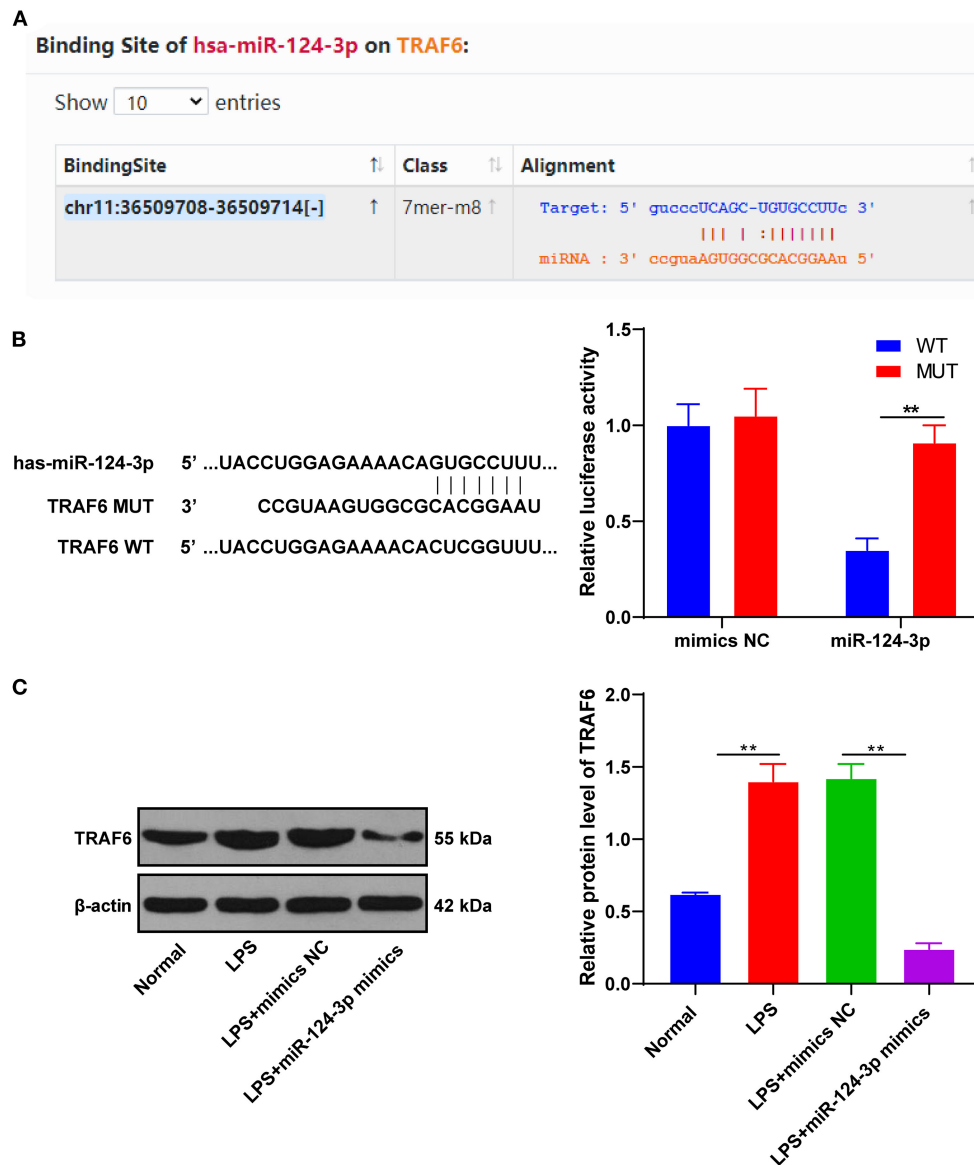 A
Binding Site of hsa-miR-124-3p on TRAF6:
Show 10 entries
BindingSite Class Alignment
chr11:36509708-36509714[-] 7mer-m8 Target: 5' gucccUCAGC-UGUGCCUUc 3'
||| | :|||||||
miRNA : 3' ccguaAGUGGCGCACGGAAu 5'
B
has-miR-124-3p 5’ ...UACCUGGAGAAAACAGUGCCUUU...
TRAF6 MUT 3’ CCGUAAGUGGCGCACGGAAU
TRAF6 WT 5’ ...UACCUGGAGAAAACACUCGGUUU...
Relative luciferase activity
1.5
1.0
0.5
0.0
WT
MUT
**
mimics NC miR-124-3p
C
TRAF6 55 kDa
β-actin 42 kDa
Normal
LPS
LPS+mimics NC
LPS+miR-124-3p mimics
Relative protein level of TRAF6
2.0
1.5
1.0
0.5
0.0
** **
Normal
LPS
LPS+mimics NC
LPS+miR-124-3p mimics